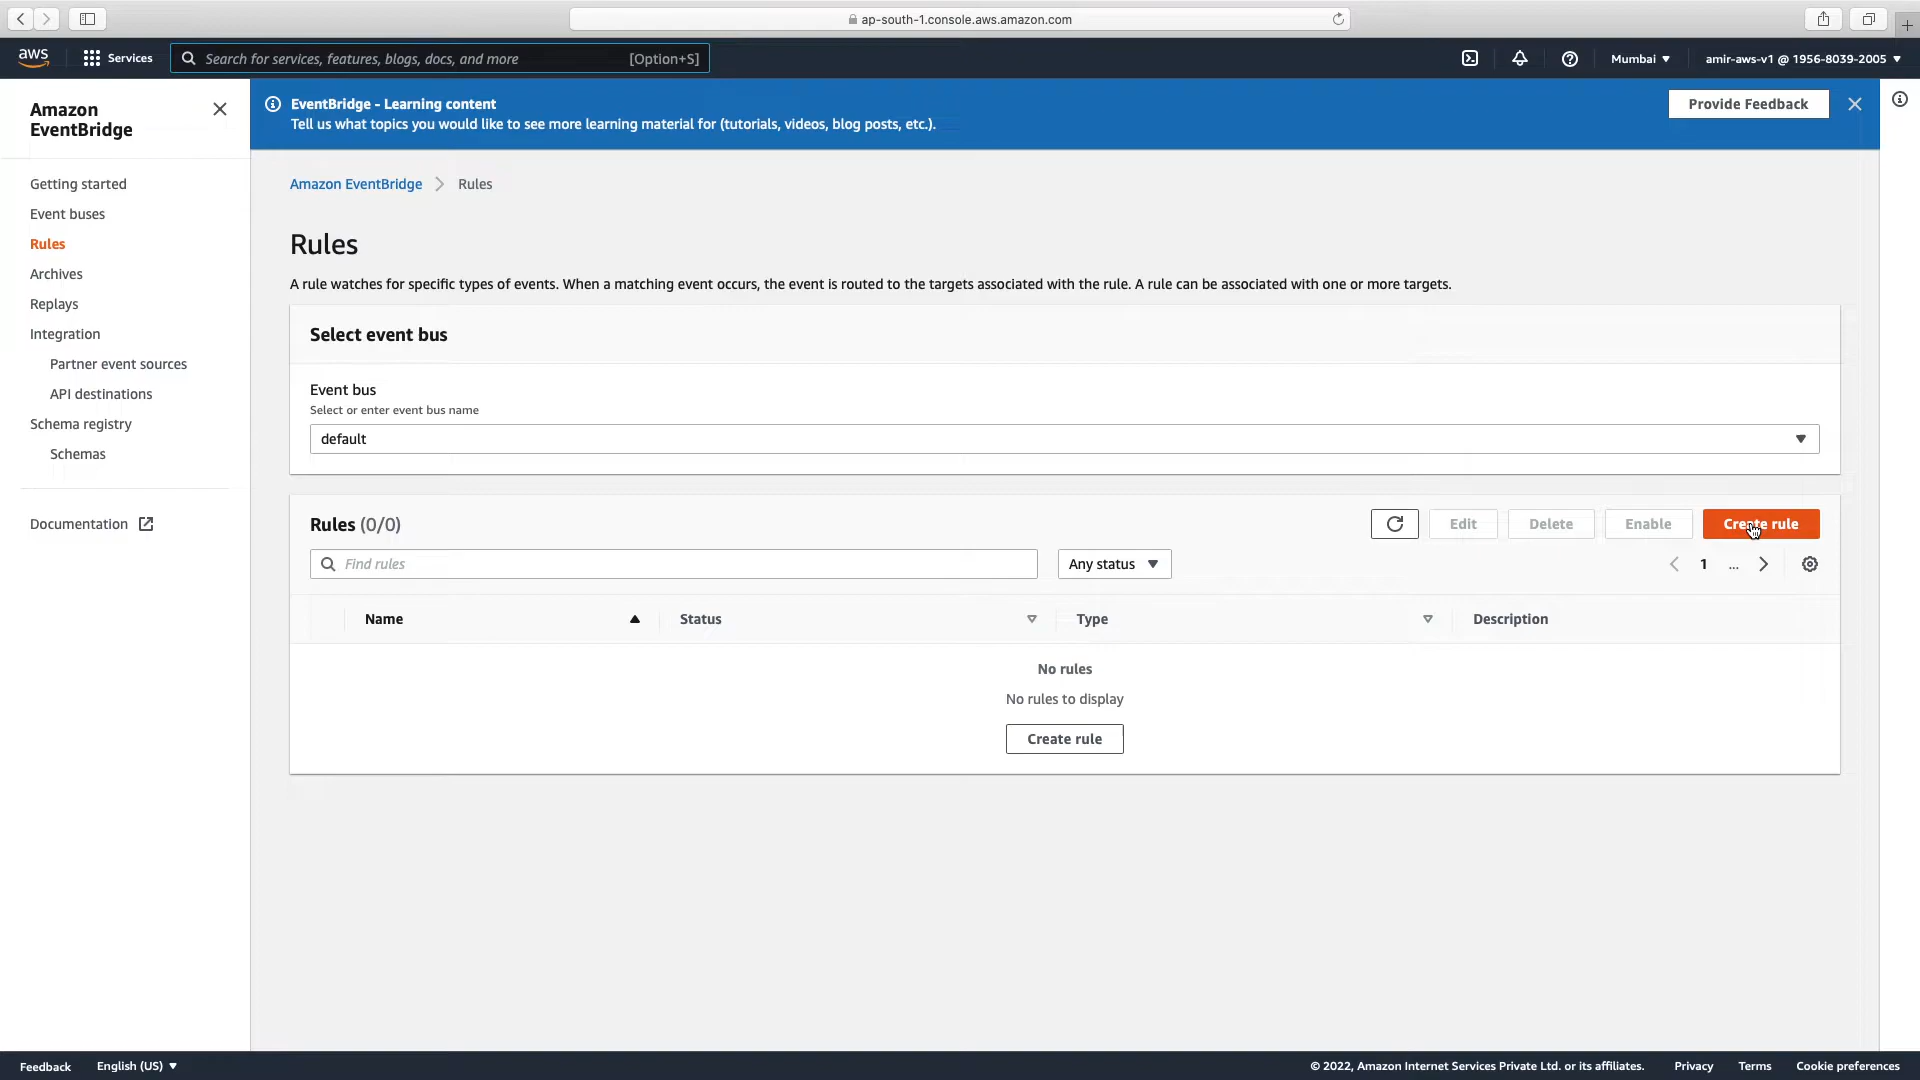 ap-south-1.console.aws.amazon.com
aws
Services
Search for services, features, blogs, docs, and more
[Option+S]
Mumbai
amir-aws-v1 @ 1956-8039-2005
Amazon
EventBridge
Getting started
Event buses
Rules
Archives
Replays
Integration
Partner event sources
API destinations
Schema registry
Schemas
Documentation
EventBridge - Learning content
Tell us what topics you would like to see more learning material for (tutorials, videos, blog posts, etc.).
Provide Feedback
Amazon EventBridge
Rules
Rules
A rule watches for specific types of events. When a matching event occurs, the event is routed to the targets associated with the rule. A rule can be associated with one or more targets.
Select event bus
Event bus
Select or enter event bus name
default
Rules (0/0)
Edit
Delete
Enable
Create rule
Find rules
Any status
1
...
Name
Status
Type
Description
No rules
No rules to display
Create rule
Feedback
English (US)
© 2022, Amazon Internet Services Private Ltd. or its affiliates.
Privacy
Terms
Cookie preferences